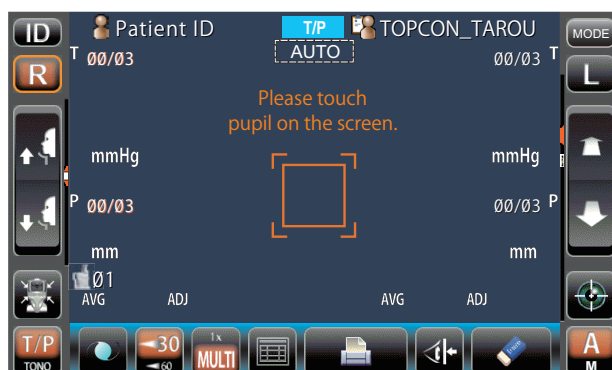 ID Patient ID T/P TOPCON_TAROU MODE
R T 00/03 AUTO 00/03 T L
Please touch
pupil on the screen.
mmHg mmHg
P 00/03 00/03 P
mm mm
01
AVG ADJ AVG ADJ
T/P 30 1x A
TONO 60 MULTI M